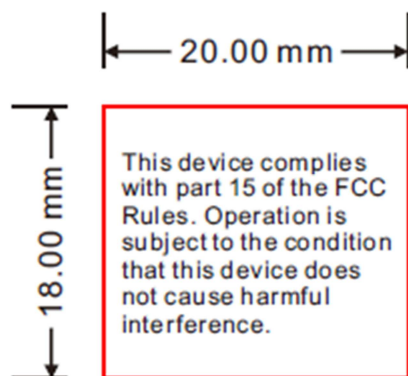 20.00 mm
18.00 mm
This device complies
with part 15 of the FCC
Rules. Operation is
subject to the condition
that this device does
not cause harmful
interference.